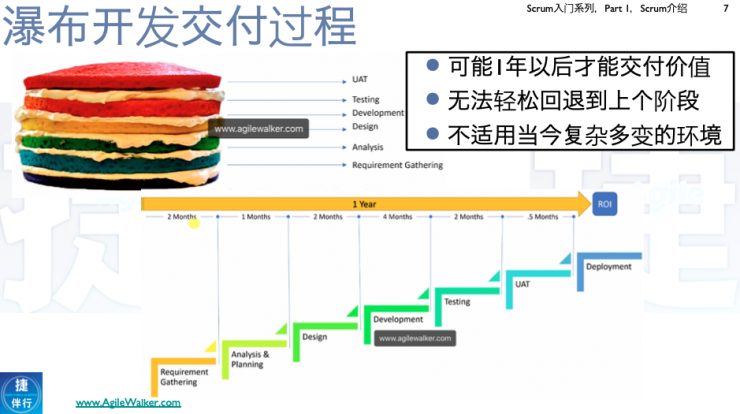 Scrum入门系列，Part 1，Scrum介绍
7
瀑布开发交付过程
UAT
Testing
Development
Design
Analysis
Requirement Gathering
www.agilewalker.com
可能1年以后才能交付价值
无法轻松回退到上个阶段
不适用当今复杂多变的环境
1 Year
ROI
2 Months
1 Months
2 Months
4 Months
2 Months
.5 Months
Deployment
UAT
Testing
Development
www.agilewalker.com
Design
Analysis &
Planning
Requirement
Gathering
捷
伴行
www.AgileWalker.com